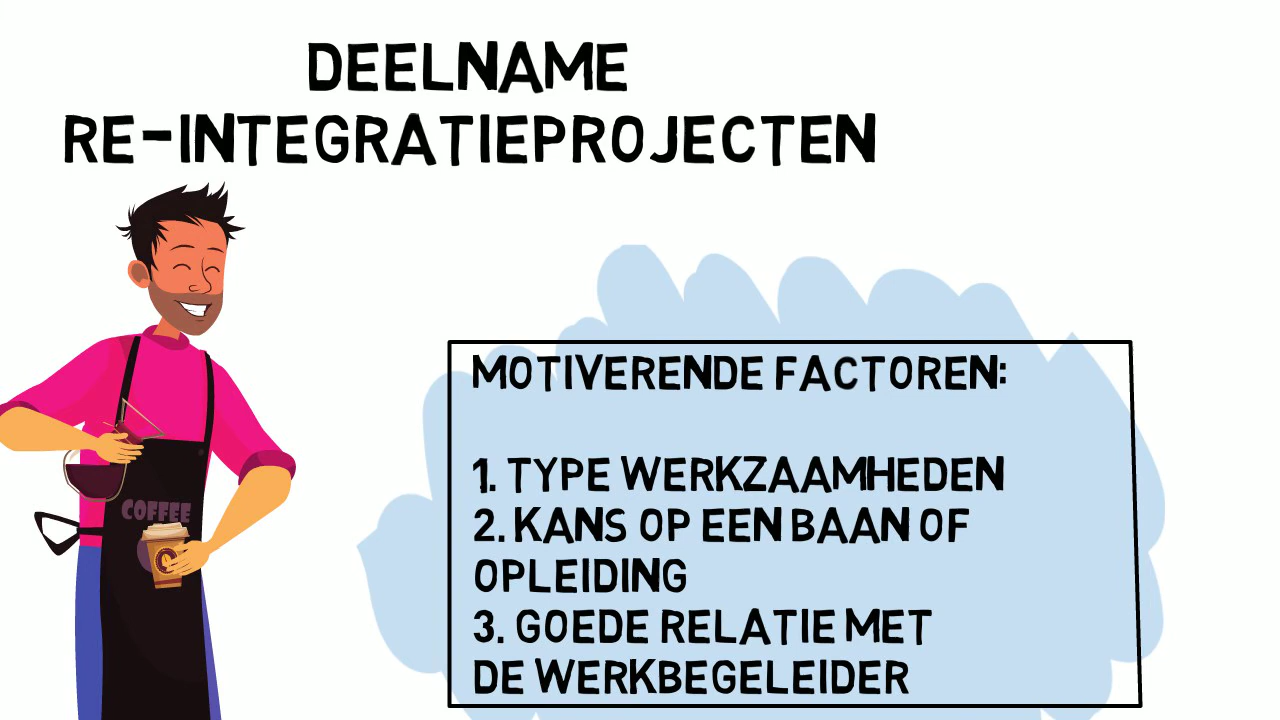 DEELNAME
RE-INTEGRATIEPROJECTEN
MOTIVERENDE FACTOREN:
1. TYPE WERKZAAMHEDEN
2. KANS OP EEN BAAN OF
OPLEIDING
3. GOEDE RELATIE MET
DE WERKBEGELEIDER
COFFEE